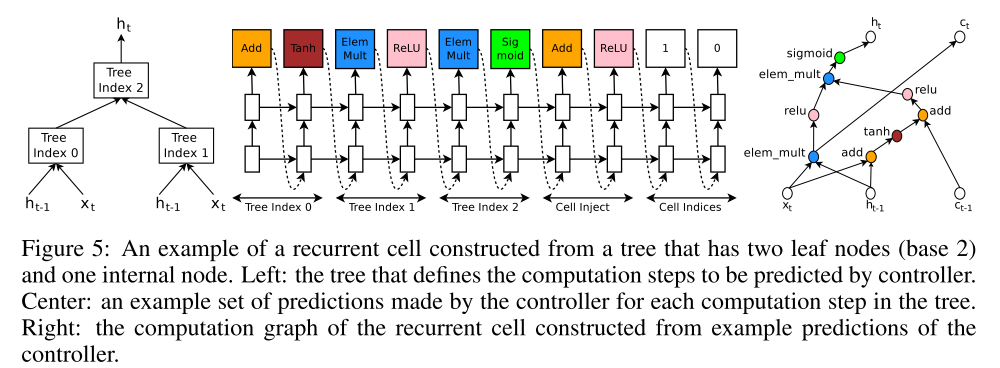 h_t
Tree
Index 2
Tree
Index 0
Tree
Index 1
h_{t-1} x_t h_{t-1} x_t
Add Tanh Elem Mult ReLU Elem Mult Sig moid Add ReLU 1 0
Tree Index 0 Tree Index 1 Tree Index 2 Cell Inject Cell Indices
h_t c_t
sigmoid
elem_mult
relu
relu
add
tanh
elem_mult add
x_t h_{t-1} c_{t-1}
Figure 5: An example of a recurrent cell constructed from a tree that has two leaf nodes (base 2)
and one internal node. Left: the tree that defines the computation steps to be predicted by controller.
Center: an example set of predictions made by the controller for each computation step in the tree.
Right: the computation graph of the recurrent cell constructed from example predictions of the
controller.